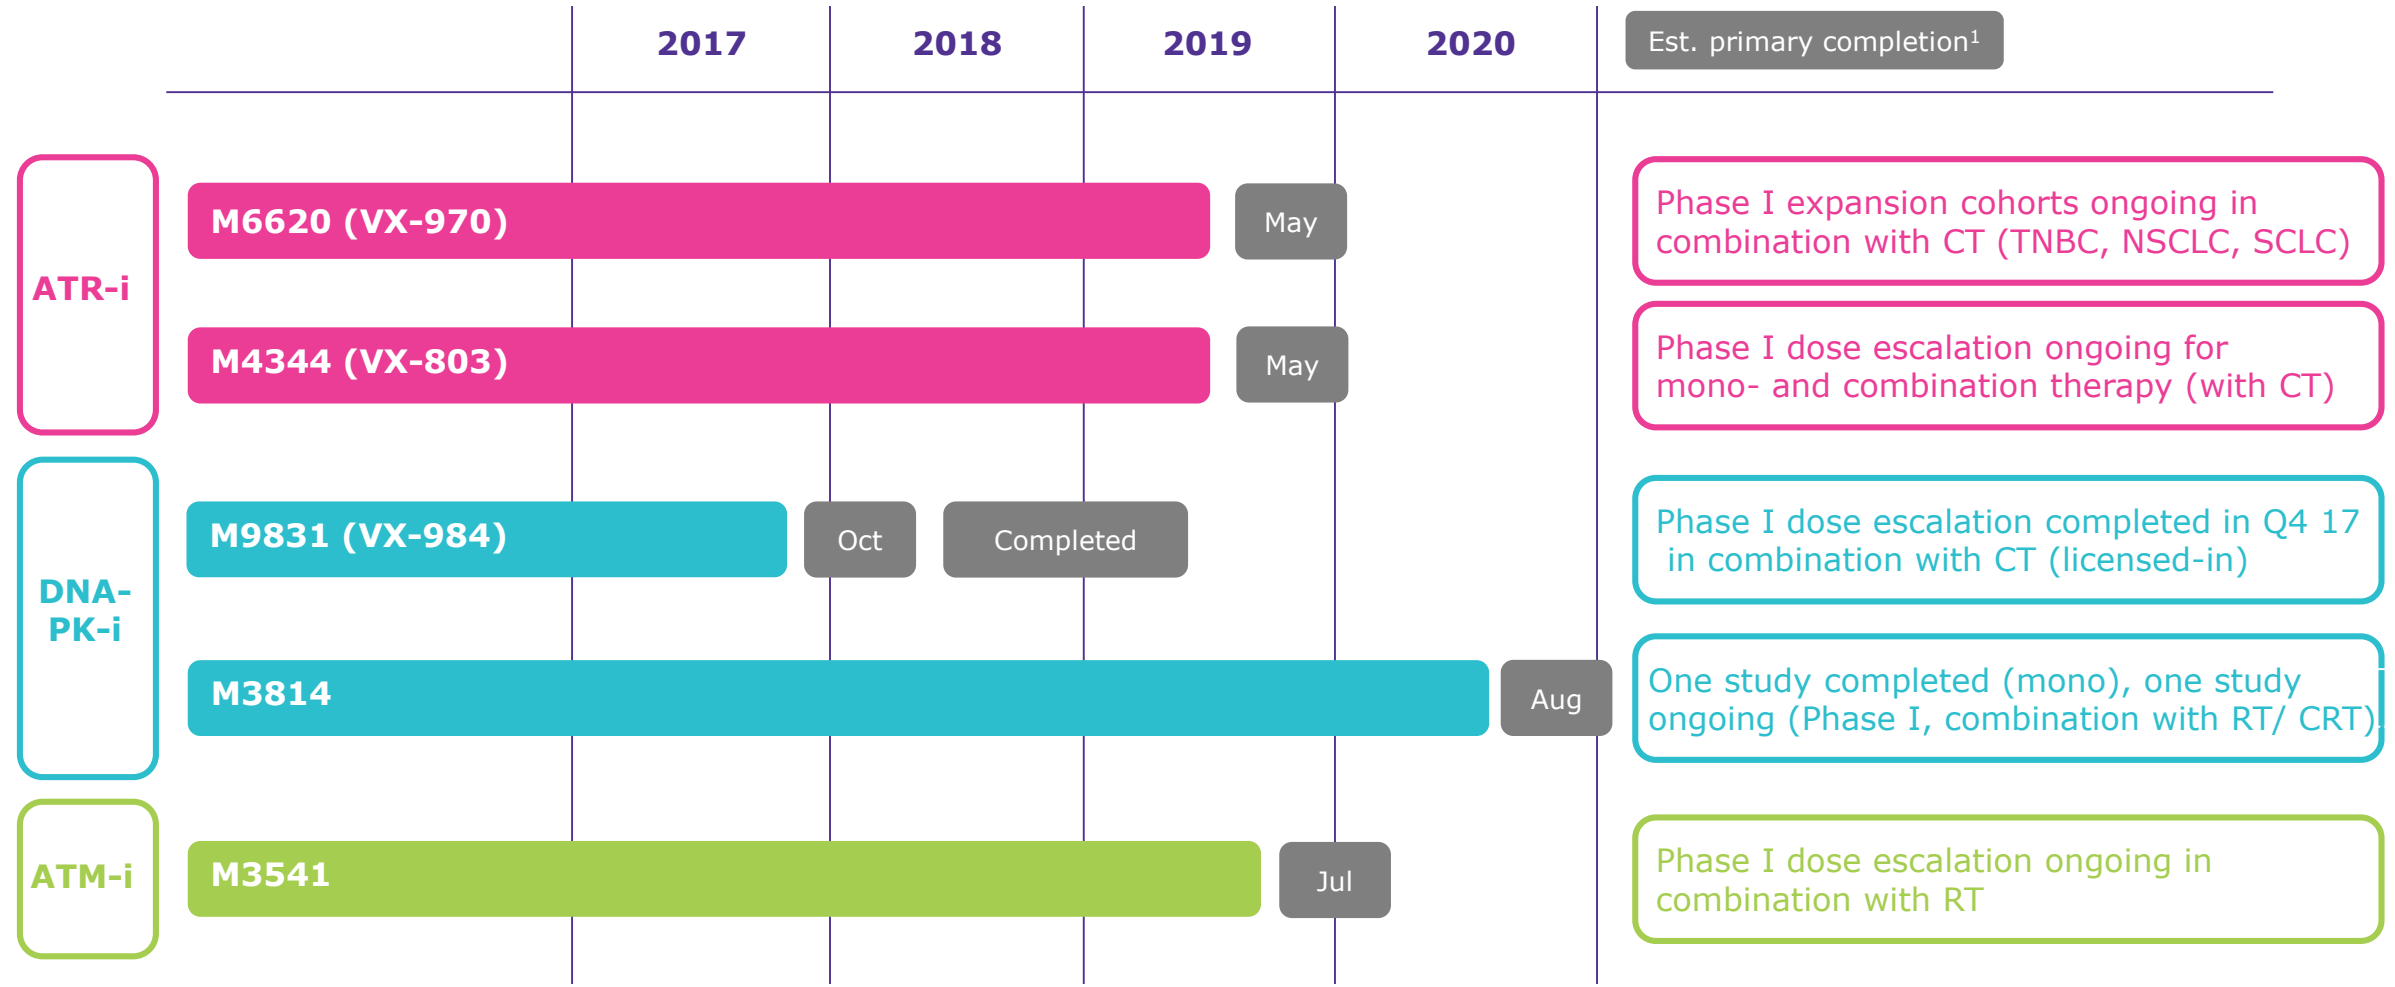 2017 2018 2019 2020 Est. primary completion¹
ATR-i
M6620 (VX-970) May
Phase I expansion cohorts ongoing in
combination with CT (TNBC, NSCLC, SCLC)
M4344 (VX-803) May
Phase I dose escalation ongoing for
mono- and combination therapy (with CT)
DNA-
PK-i
M9831 (VX-984) Oct Completed
Phase I dose escalation completed in Q4 17
in combination with CT (licensed-in)
M3814 Aug
One study completed (mono), one study
ongoing (Phase I, combination with RT/ CRT)
ATM-i
M3541 Jul
Phase I dose escalation ongoing in
combination with RT